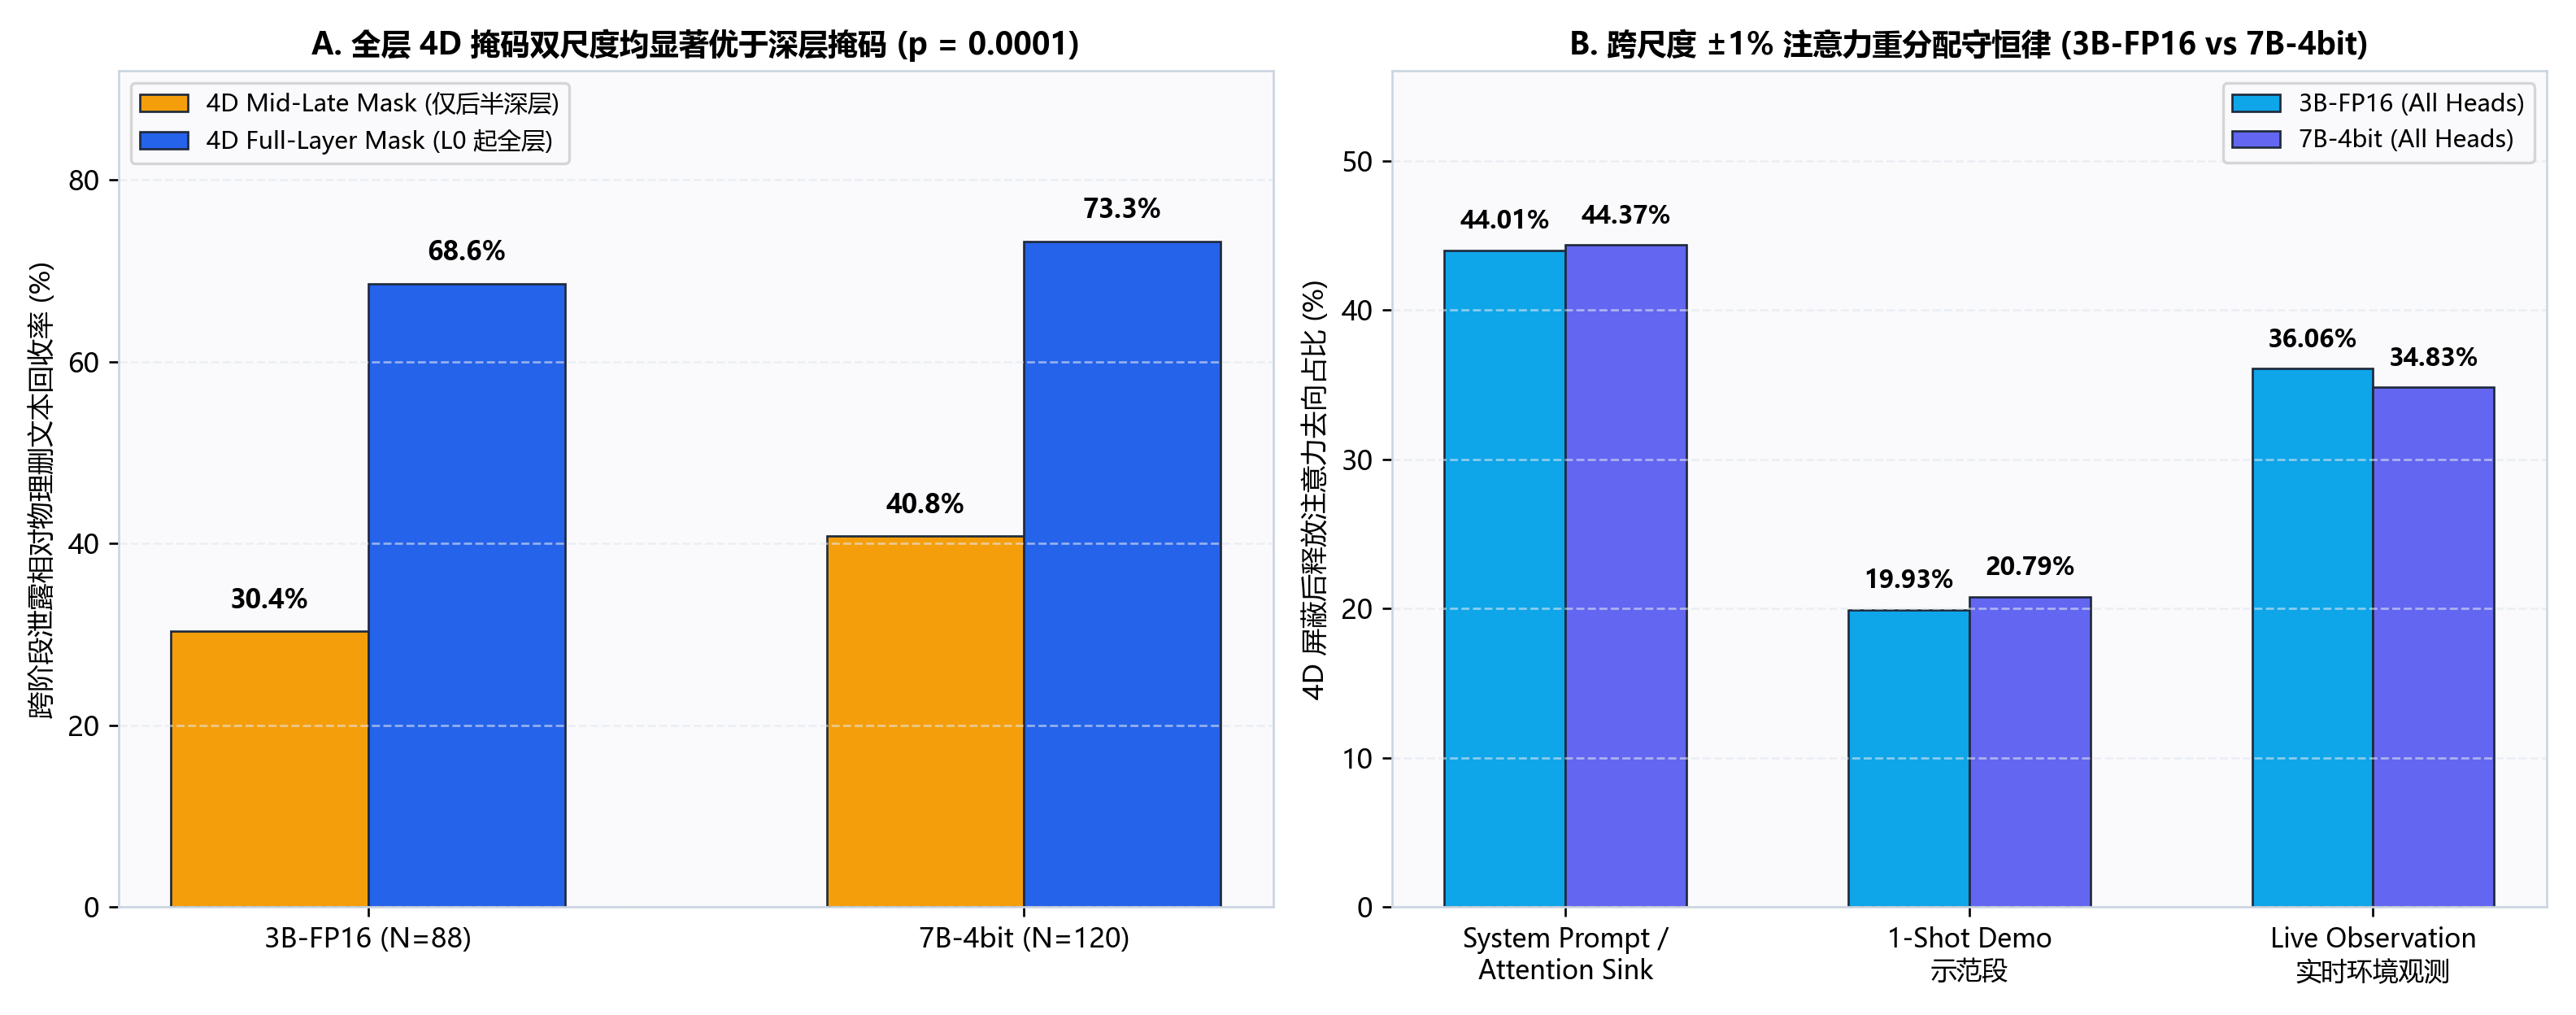 A. 全层 4D 掩码双尺度均显著优于深层掩码 (p = 0.0001)
4D Mid-Late Mask (仅后半深层)
4D Full-Layer Mask (L0 起全层)
跨阶段泄露相对物理删文本回收率 (%)
80
60
40
20
0
30.4%
68.6%
40.8%
73.3%
3B-FP16 (N=88)
7B-4bit (N=120)
B. 跨尺度 ±1% 注意力重分配守恒律 (3B-FP16 vs 7B-4bit)
3B-FP16 (All Heads)
7B-4bit (All Heads)
4D 屏蔽后释放注意力去向占比 (%)
50
40
30
20
10
0
44.01%
44.37%
19.93%
20.79%
36.06%
34.83%
System Prompt /
Attention Sink
1-Shot Demo
示范段
Live Observation
实时环境观测